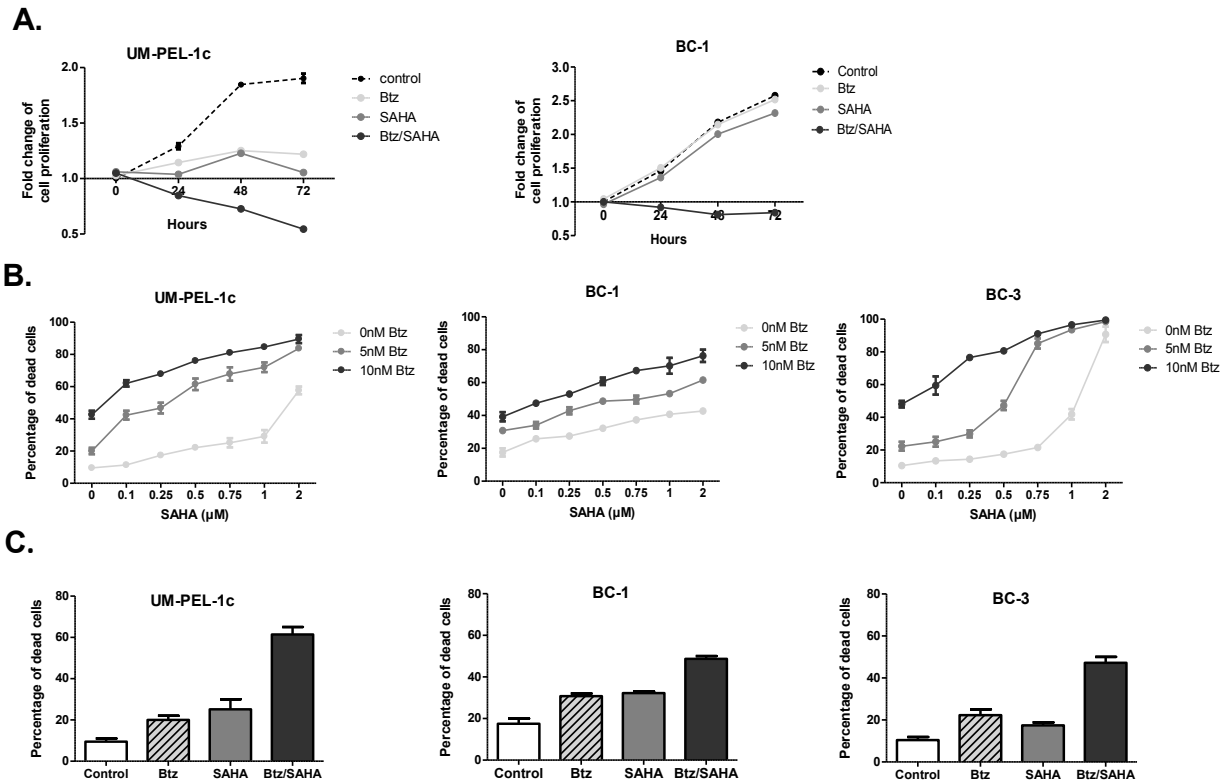 A.
UM-PEL-1c
Fold change of
cell proliferation
2.0
1.5
1.0
0.5
0
24
48
72
Hours
control
Btz
SAHA
Btz/SAHA
BC-1
Fold change of
cell proliferation
3.0
2.5
2.0
1.5
1.0
0.5
0
24
48
72
Hours
Control
Btz
SAHA
Btz/SAHA
B.
UM-PEL-1c
Percentage of dead cells
100
80
60
40
20
0
0
0.1
0.25
0.5
0.75
1
2
SAHA (µM)
0nM Btz
5nM Btz
10nM Btz
BC-1
Percentage of dead cells
100
80
60
40
20
0
0
0.1
0.25
0.5
0.75
1
2
SAHA (µM)
0nM Btz
5nM Btz
10nM Btz
BC-3
Percentage of dead cells
100
80
60
40
20
0
0
0.1
0.25
0.5
0.75
1
2
SAHA (µM)
0nM Btz
5nM Btz
10nM Btz
C.
UM-PEL-1c
Percentage of dead cells
80
60
40
20
0
Control
Btz
SAHA
Btz/SAHA
BC-1
Percentage of dead cells
80
60
40
20
0
Control
Btz
SAHA
Btz/SAHA
BC-3
Percentage of dead cells
80
60
40
20
0
Control
Btz
SAHA
Btz/SAHA